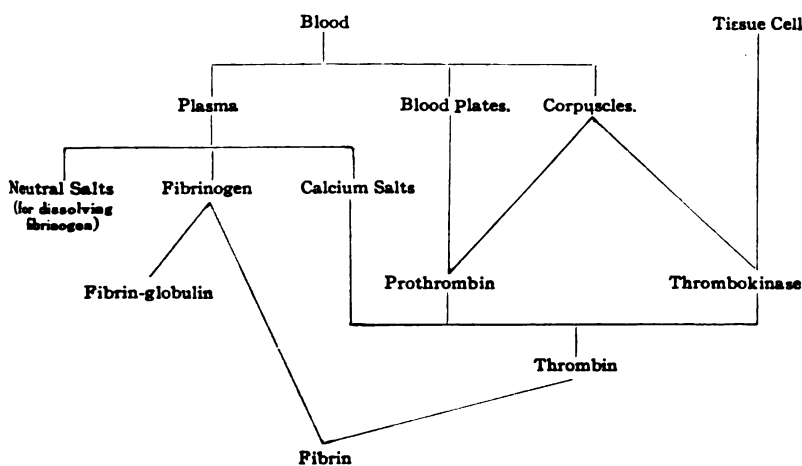 Blood
Tissue Cell
Plasma
Blood Plates.
Corpuscles.
Neutral Salts
(for dissolving
fibrinogen)
Fibrinogen
Calcium Salts
Fibrin-globulin
Prothrombin
Thrombokinase
Thrombin
Fibrin